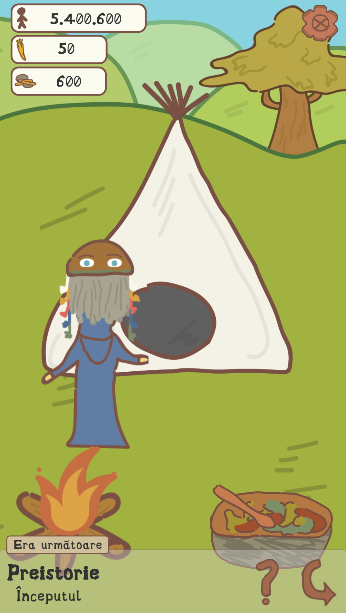 5.400.600
50
600
Era următoare
Preistorie
Începutul
?